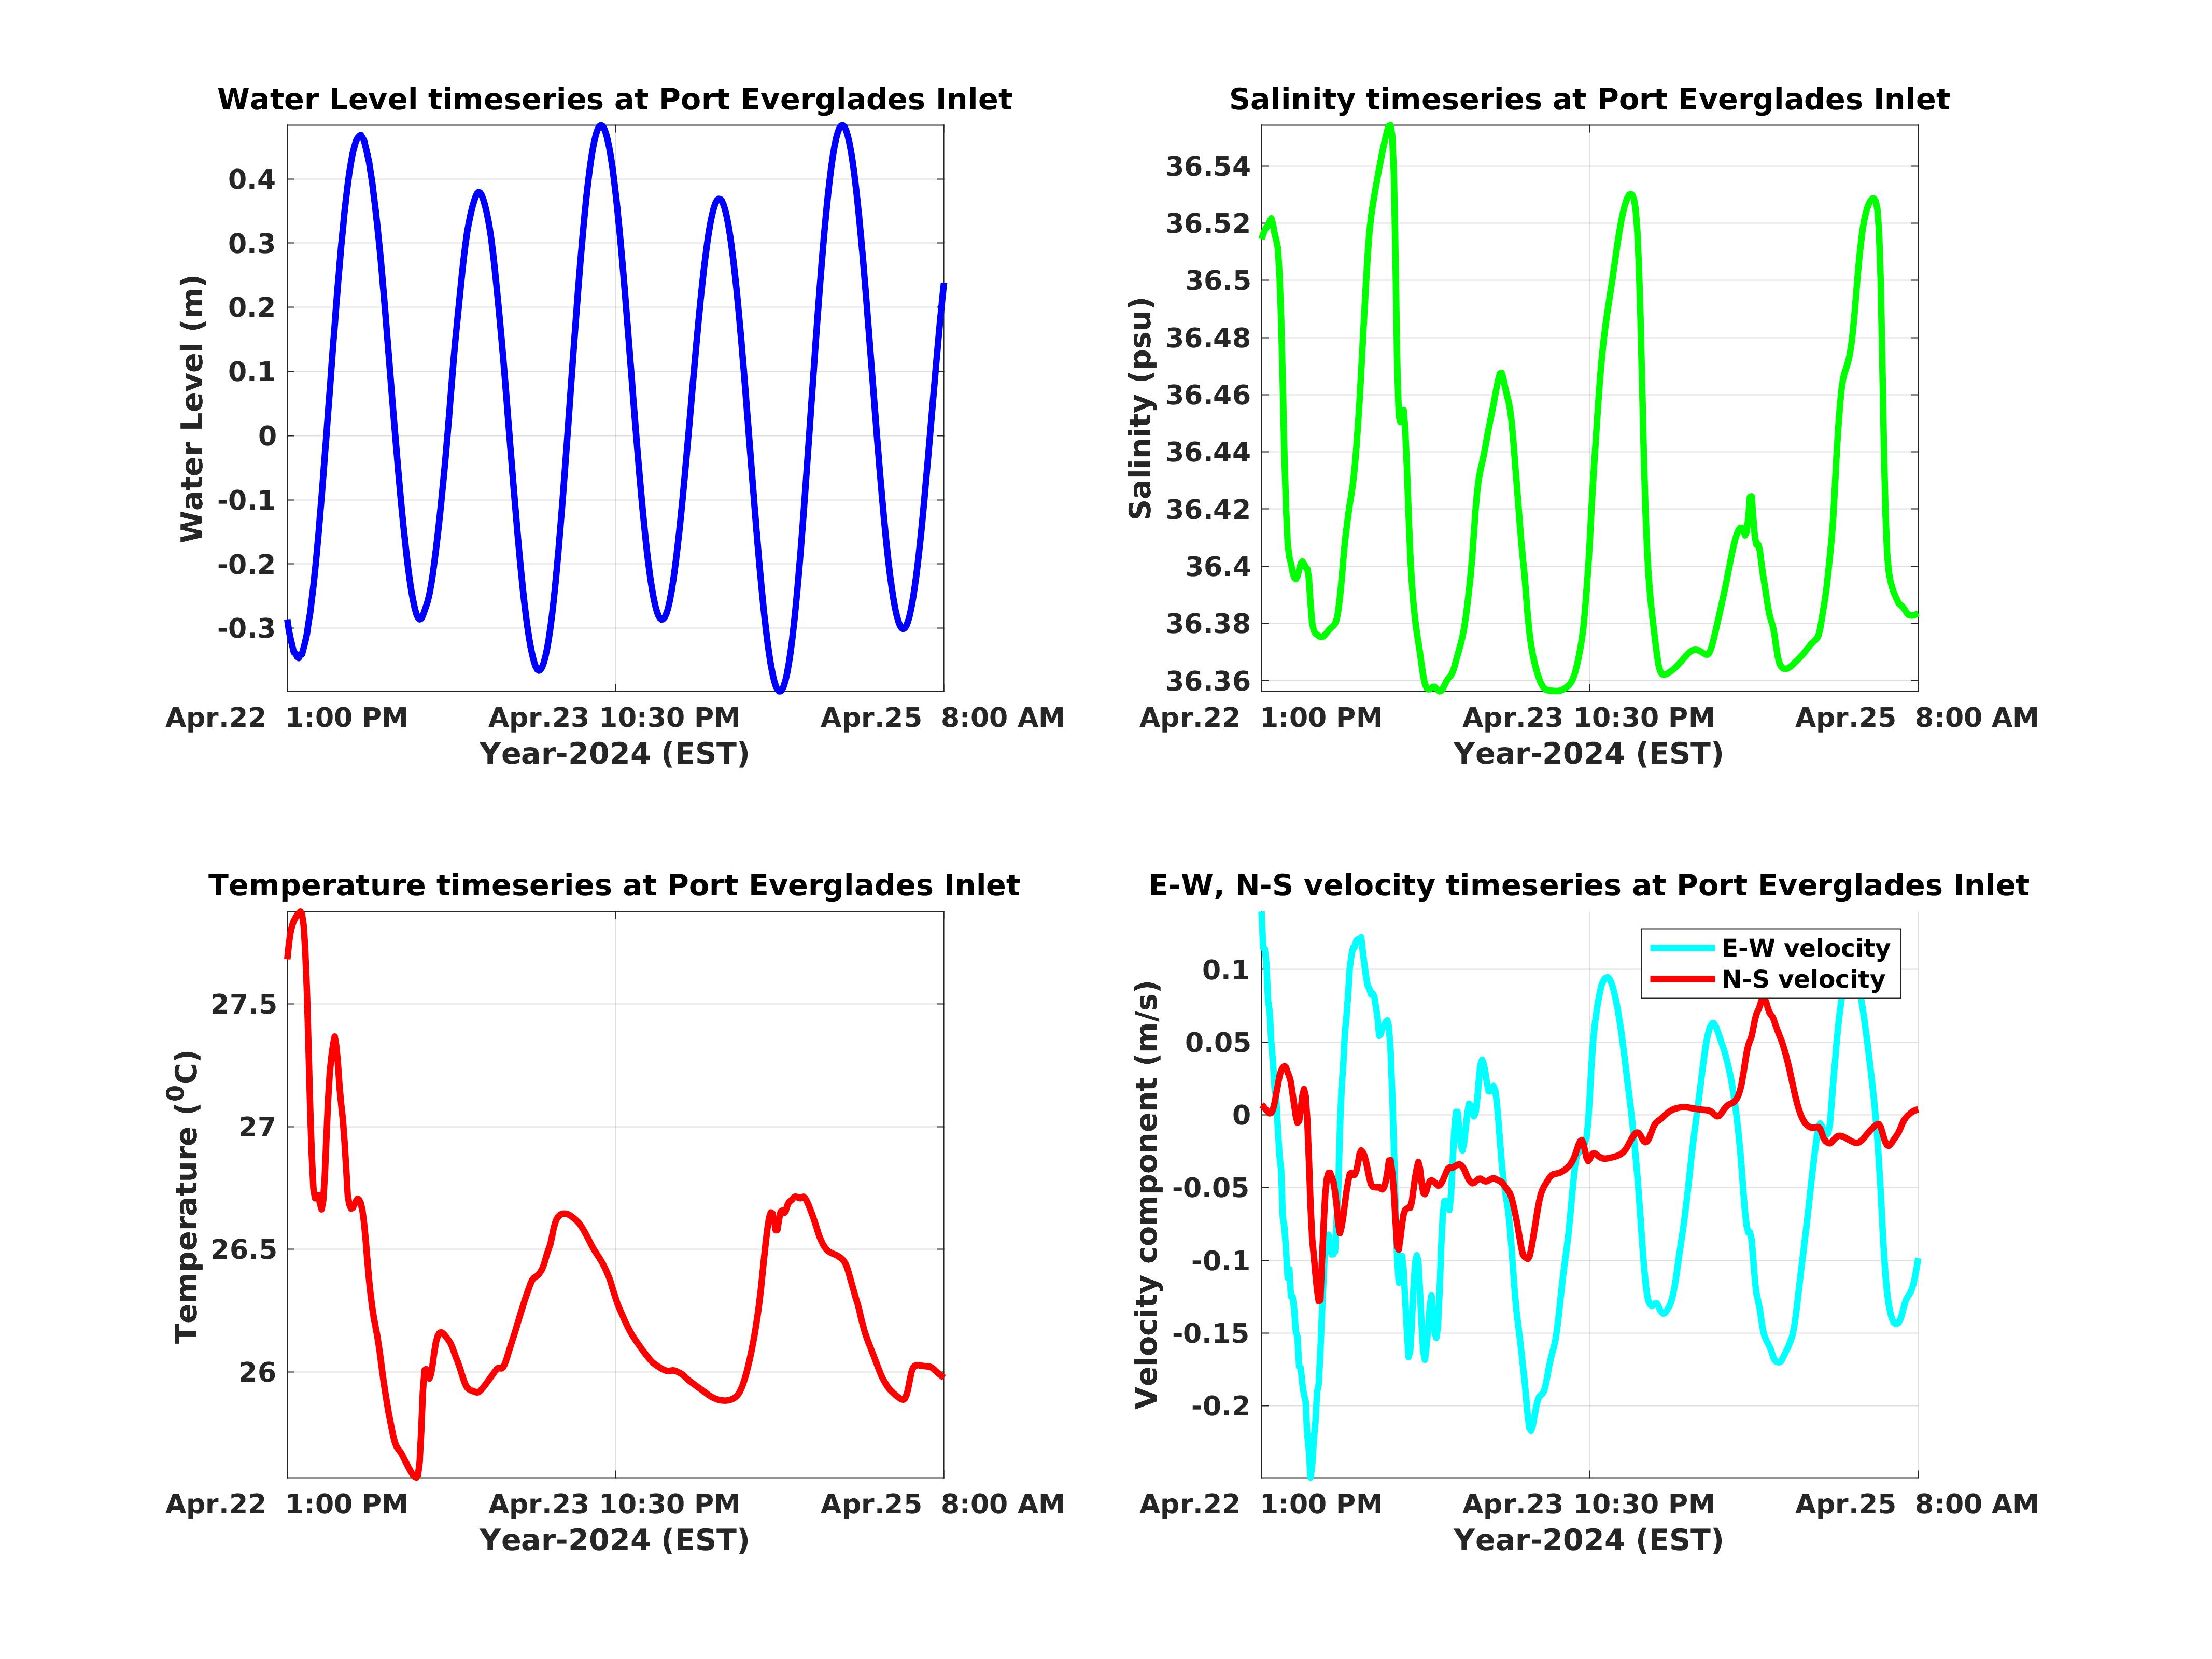 Water Level timeseries at Port Everglades Inlet
Water Level (m)
0.4
0.3
0.2
0.1
0
-0.1
-0.2
-0.3
Apr.22  1:00 PM
Apr.23 10:30 PM
Apr.25  8:00 AM
Year-2024 (EST)
Salinity timeseries at Port Everglades Inlet
Salinity (psu)
36.54
36.52
36.5
36.48
36.46
36.44
36.42
36.4
36.38
36.36
Apr.22  1:00 PM
Apr.23 10:30 PM
Apr.25  8:00 AM
Year-2024 (EST)
Temperature timeseries at Port Everglades Inlet
Temperature (⁰C)
27.5
27
26.5
26
Apr.22  1:00 PM
Apr.23 10:30 PM
Apr.25  8:00 AM
Year-2024 (EST)
E-W, N-S velocity timeseries at Port Everglades Inlet
Velocity component (m/s)
0.1
0.05
0
-0.05
-0.1
-0.15
-0.2
E-W velocity
N-S velocity
Apr.22  1:00 PM
Apr.23 10:30 PM
Apr.25  8:00 AM
Year-2024 (EST)